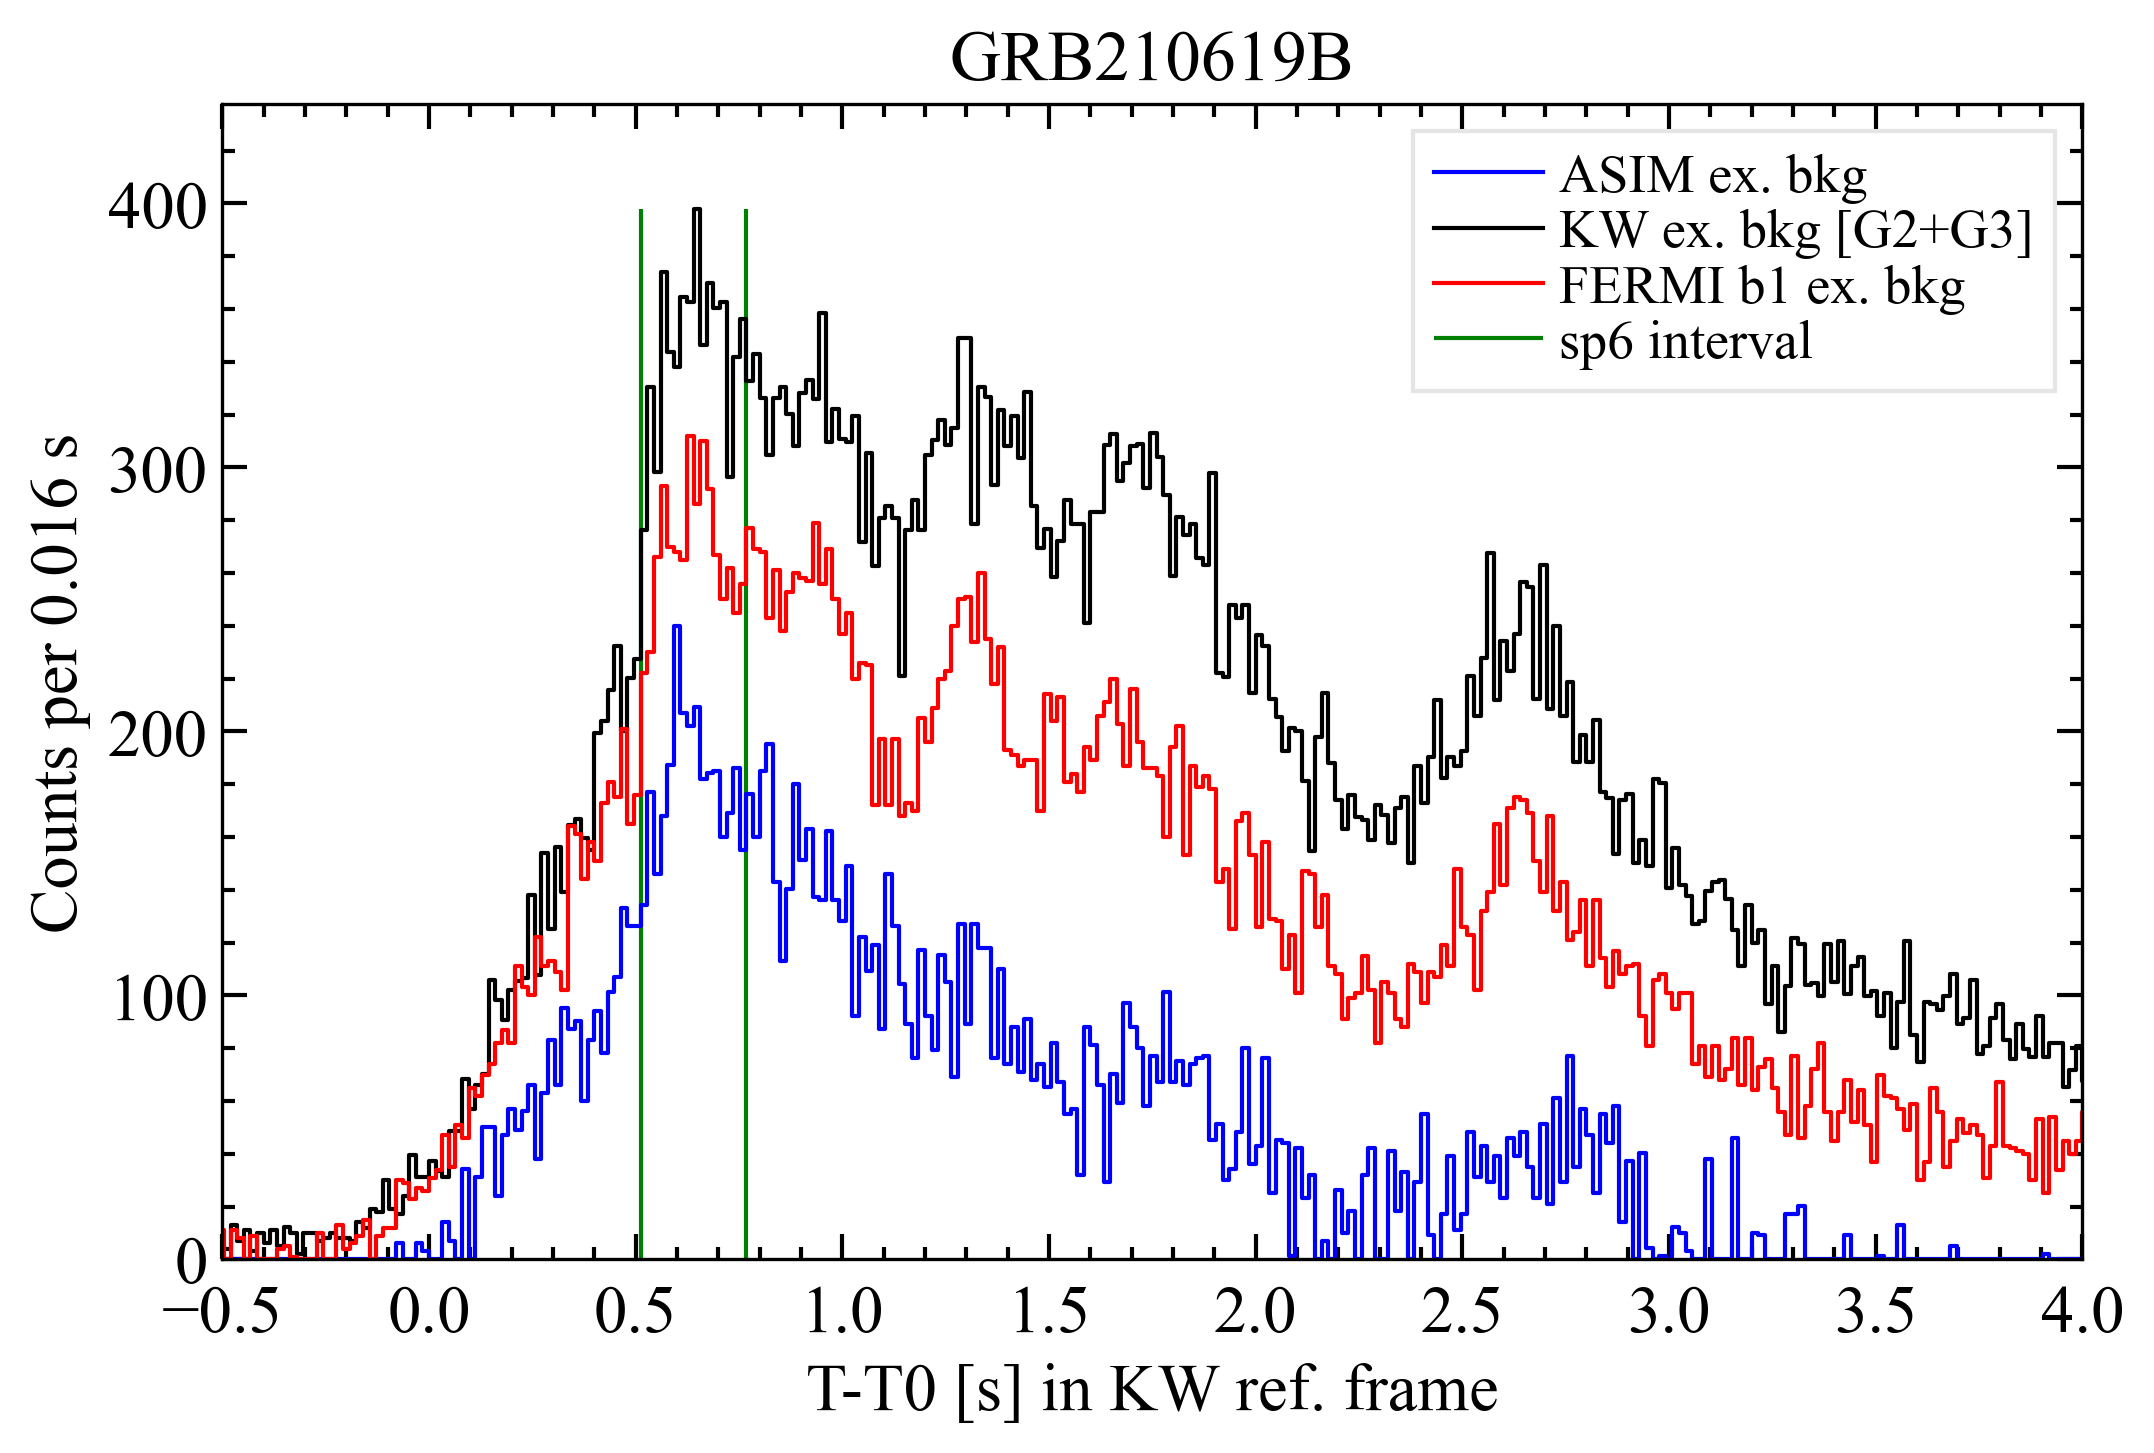 GRB210619B
ASIM ex. bkg
KW ex. bkg [G2+G3]
FERMI b1 ex. bkg
sp6 interval
Counts per 0.016 s
400
300
200
100
0
−0.5 0.0 0.5 1.0 1.5 2.0 2.5 3.0 3.5 4.0
T-T0 [s] in KW ref. frame